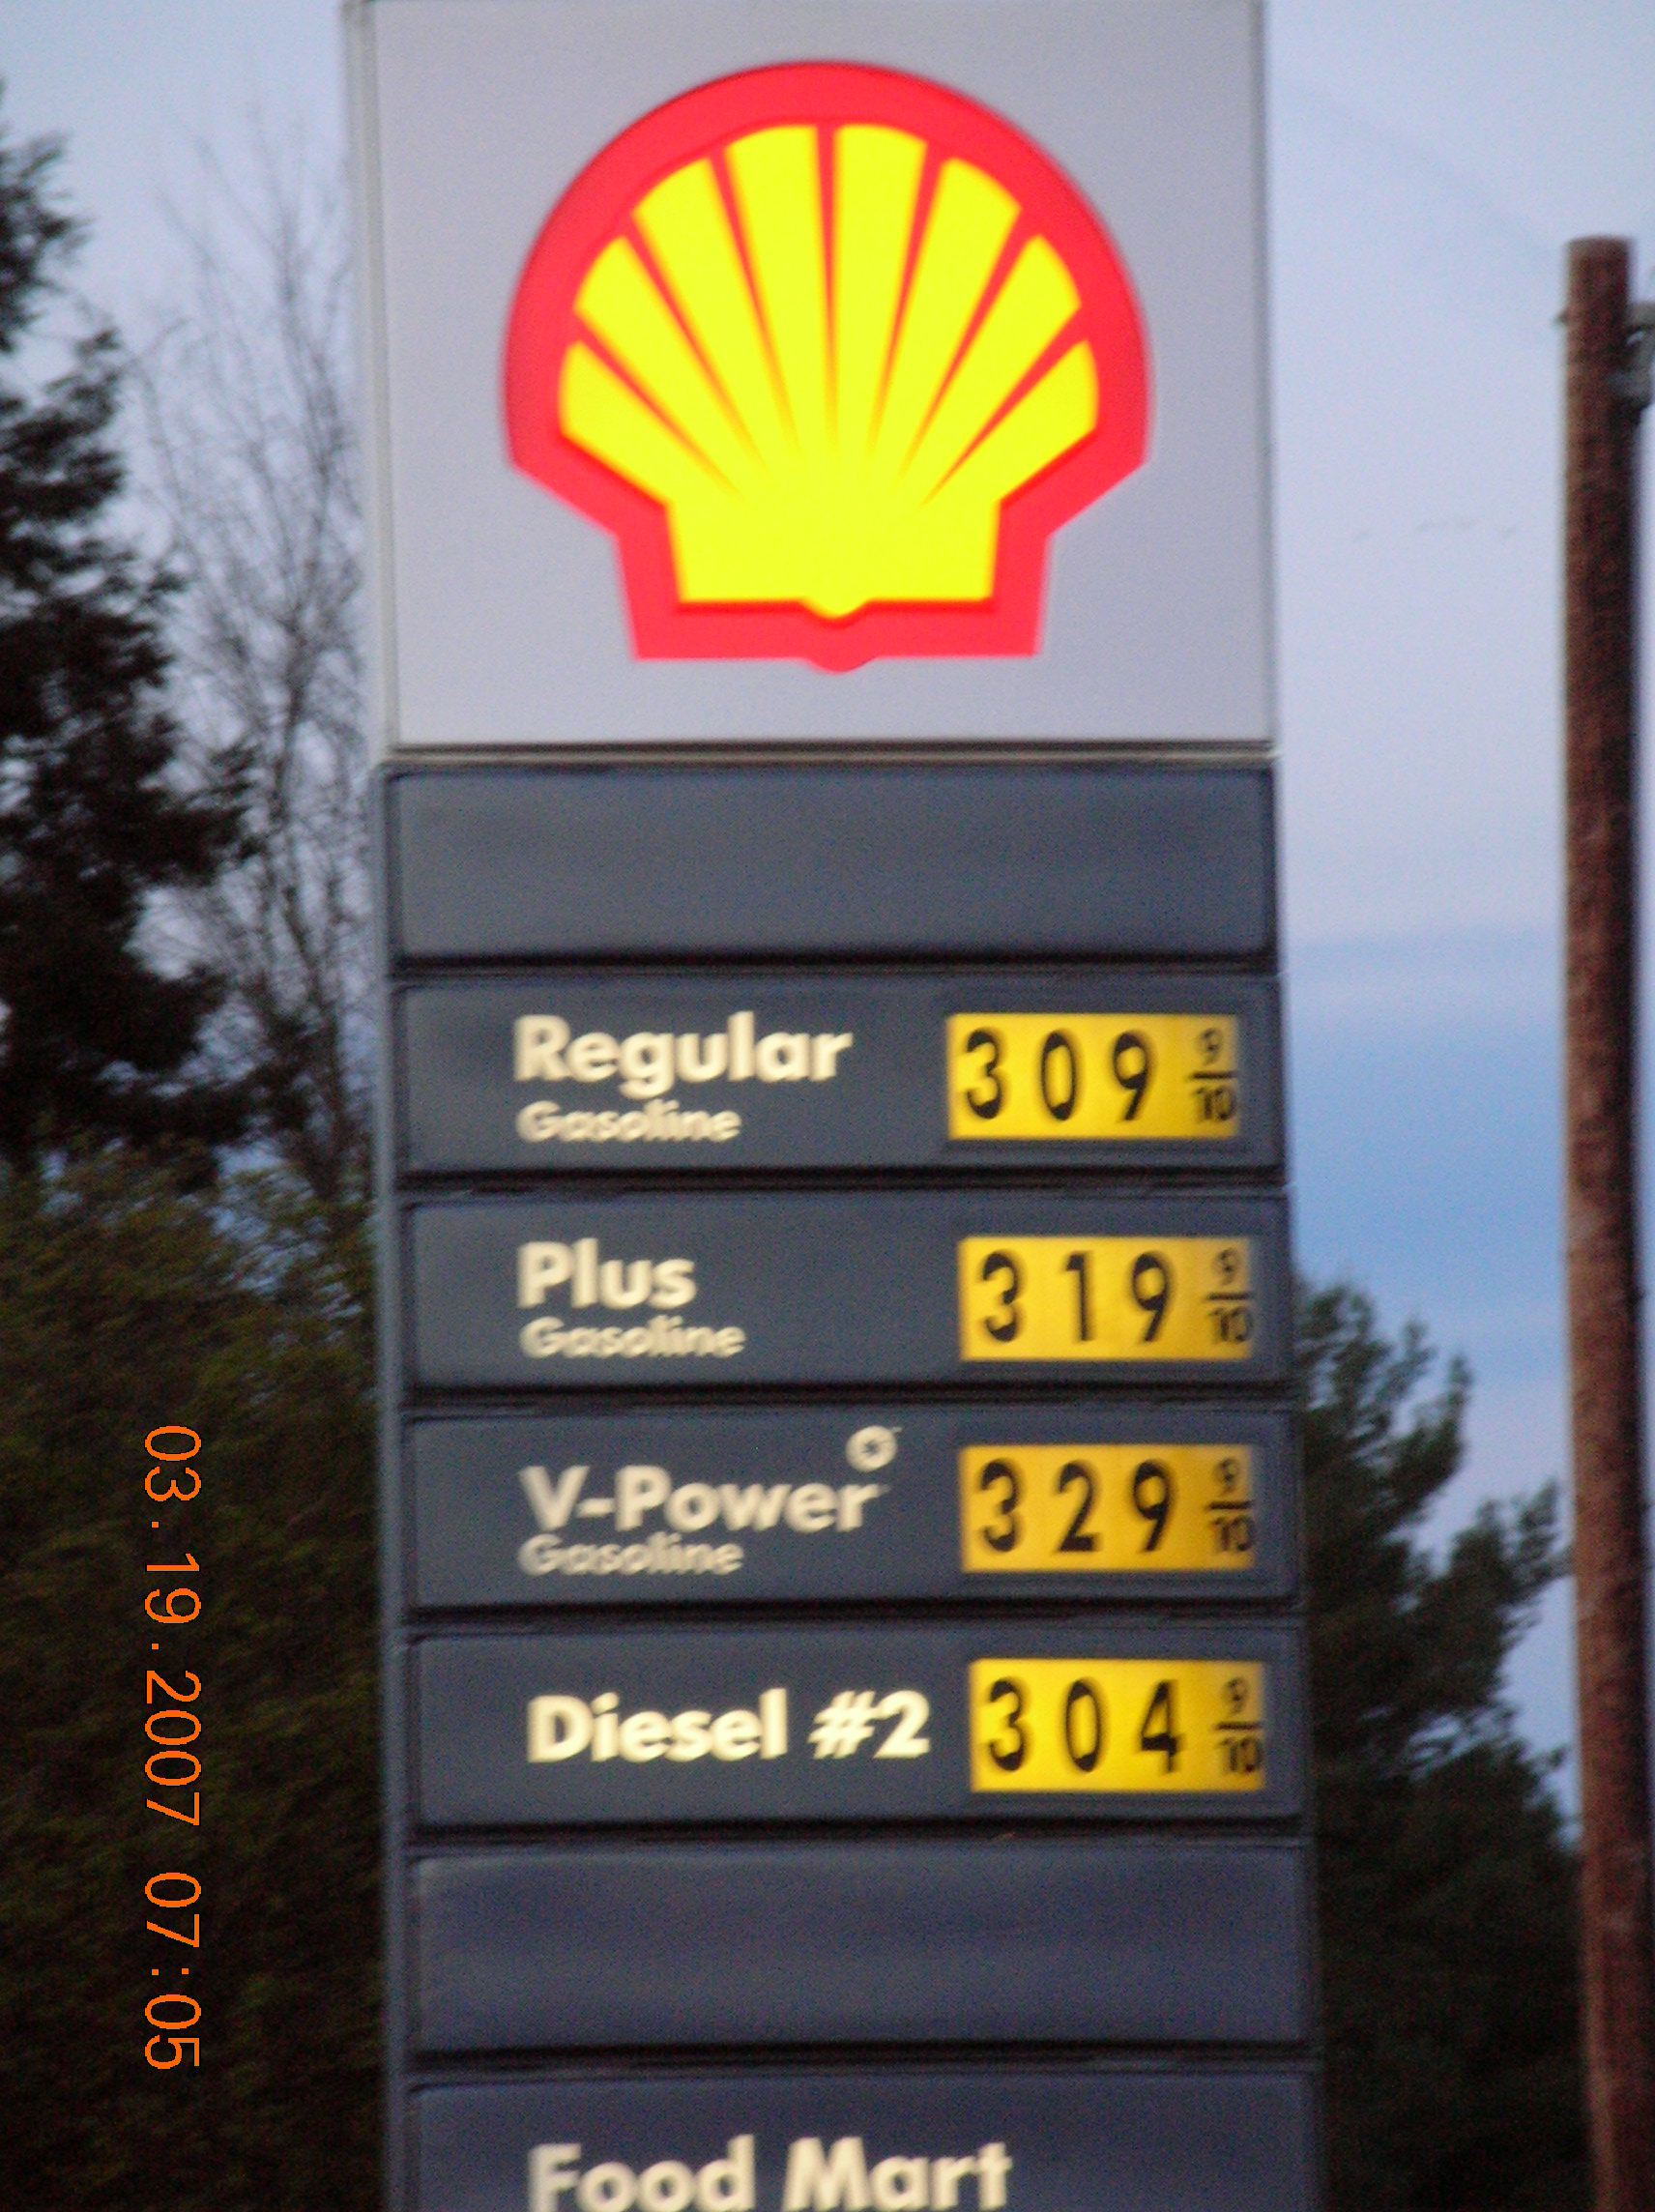 Regular 309 9/10
Gasoline
Plus 319 9/10
Gasoline
V-Power 329 9/10
Gasoline
Diesel #2 304 9/10
Food Mart
03.19.2007 07:05